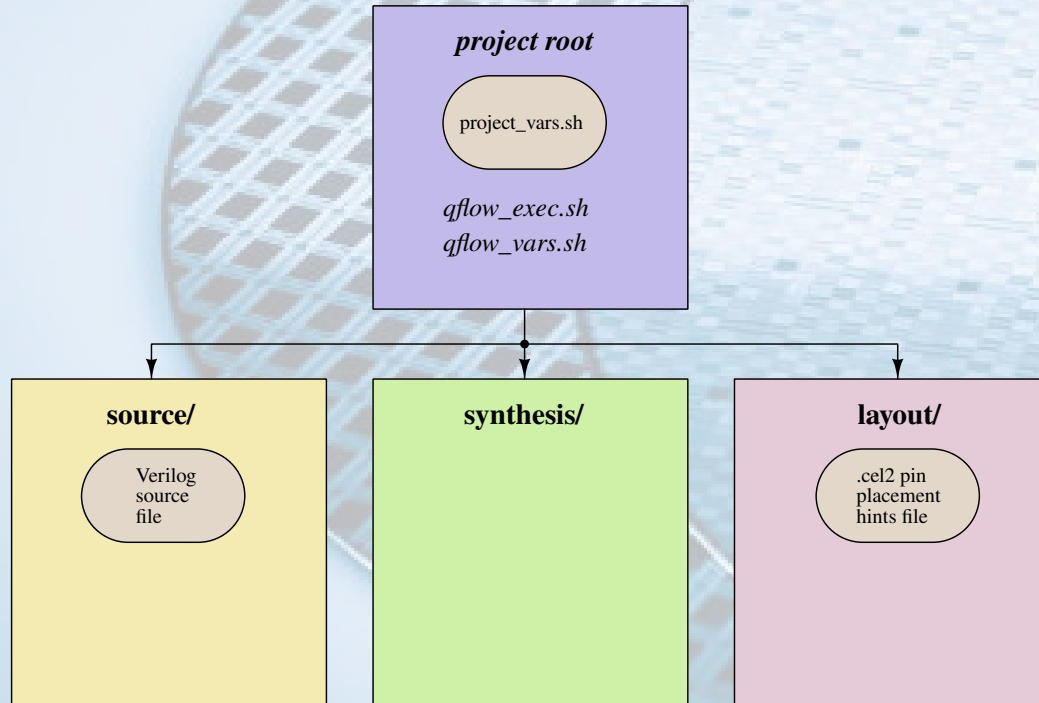 project root
project_vars.sh
qflow_exec.sh
qflow_vars.sh
source/
Verilog
source
file
synthesis/
layout/
.cel2 pin
placement
hints file